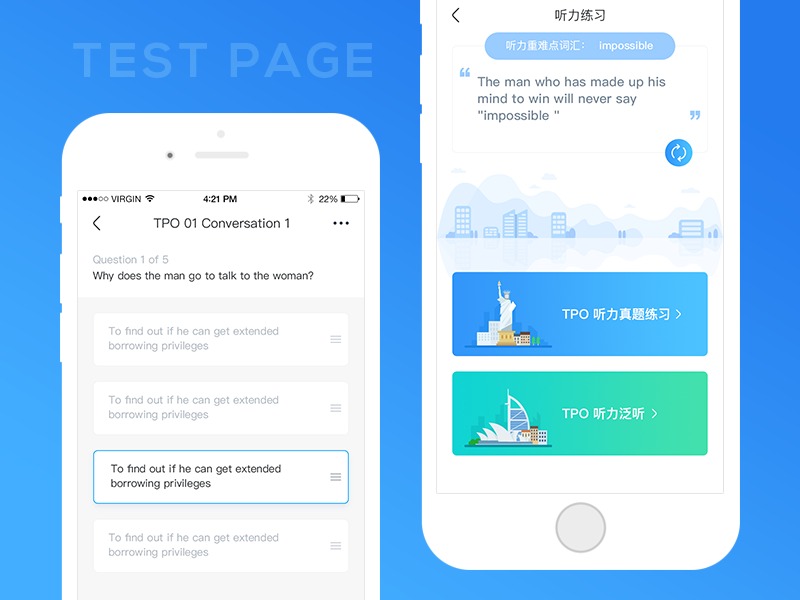 TEST PAGE
●●●○○ VIRGIN
4:21 PM
22%
TPO 01 Conversation 1
Question 1 of 5
Why does the man go to talk to the woman?
To find out if he can get extended
borrowing privileges
To find out if he can get extended
borrowing privileges
To find out if he can get extended
borrowing privileges
To find out if he can get extended
borrowing privileges
听力练习
听力重难点词汇： impossible
“
The man who has made up his
mind to win will never say
"impossible "
”
TPO 听力真题练习 >
TPO 听力泛听 >